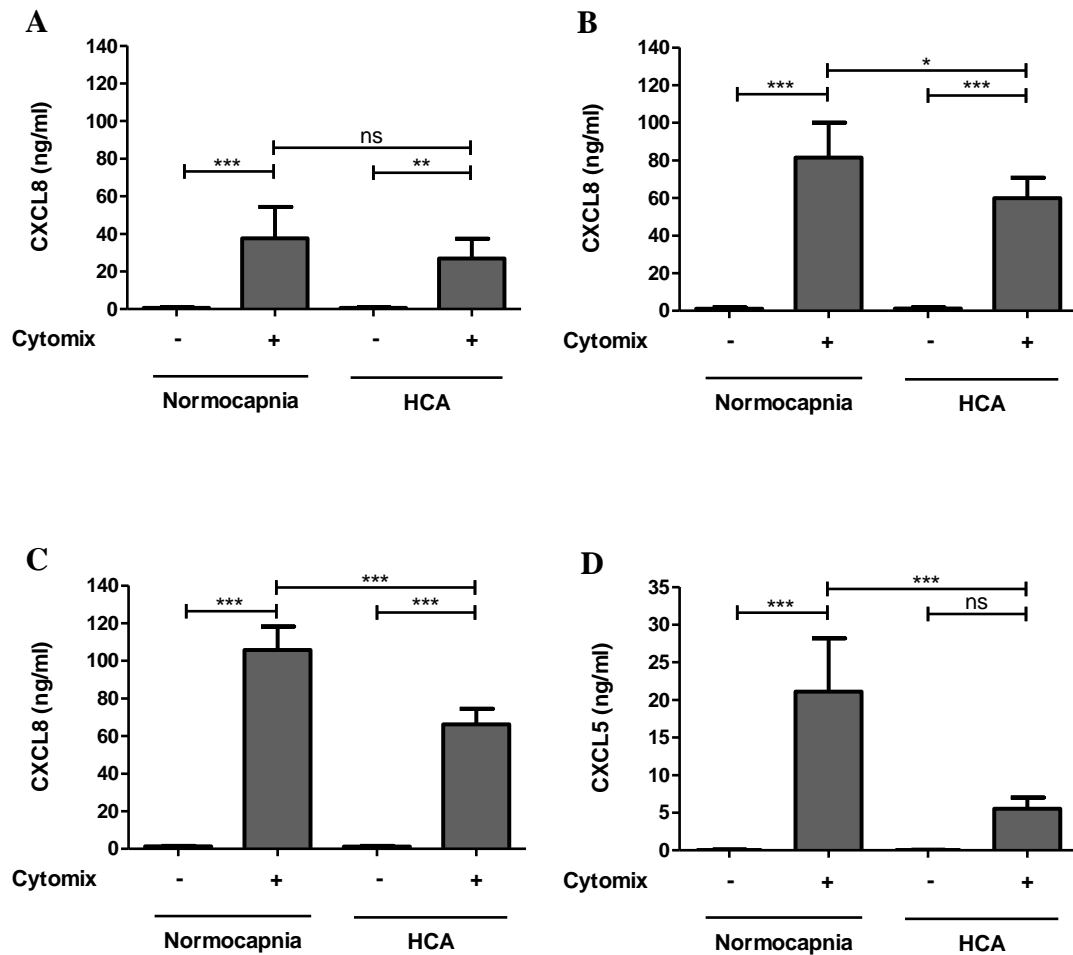 A
CXCL8 (ng/ml)
140
120
100
80
60
40
20
0
***
ns
**
Cytomix - + - +
Normocapnia HCA
B
CXCL8 (ng/ml)
140
120
100
80
60
40
20
0
***
*
***
Cytomix - + - +
Normocapnia HCA
C
CXCL8 (ng/ml)
140
120
100
80
60
40
20
0
***
***
***
Cytomix - + - +
Normocapnia HCA
D
CXCL5 (ng/ml)
35
30
25
20
15
10
5
0
***
***
ns
Cytomix - + - +
Normocapnia HCA